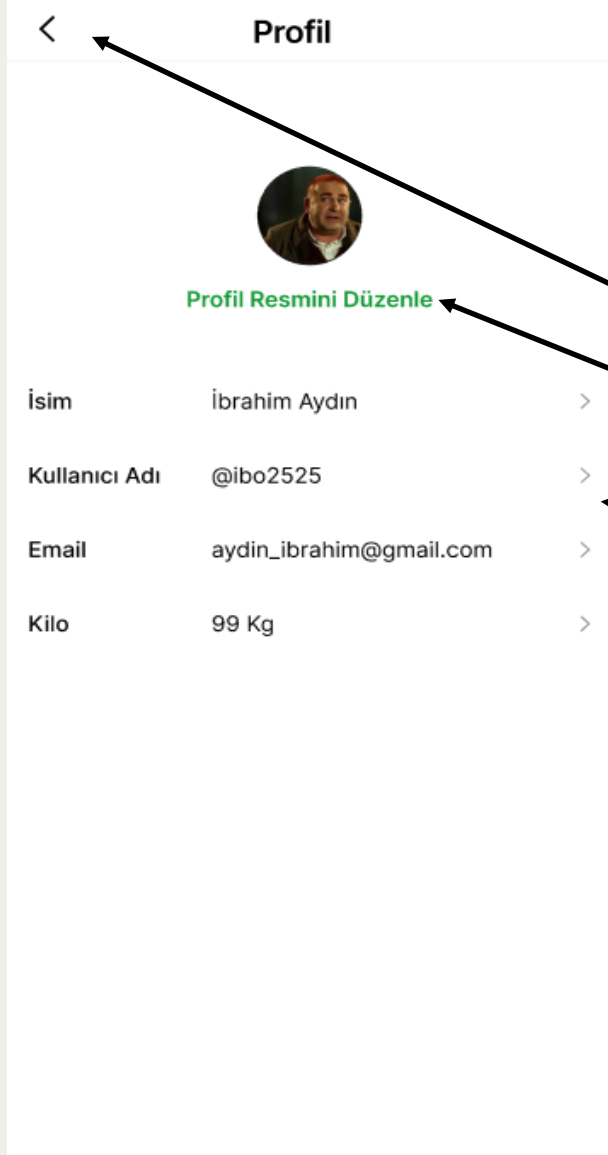 Profil
Profil Resmini Düzenle
İsim İbrahim Aydın
Kullanıcı Adı @ibo2525
Email aydin_ibrahim@gmail.com
Kilo 99 Kg